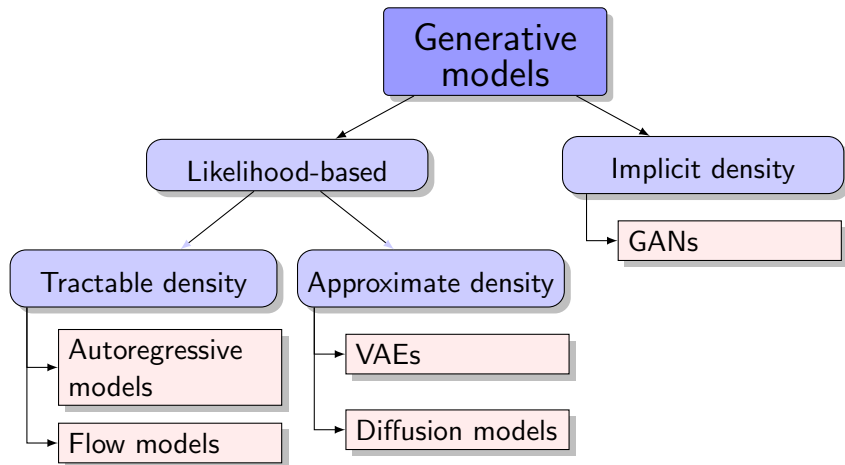 Generative
models
Likelihood-based
Implicit density
GANs
Tractable density
Approximate density
Autoregressive
models
VAEs
Flow models
Diffusion models